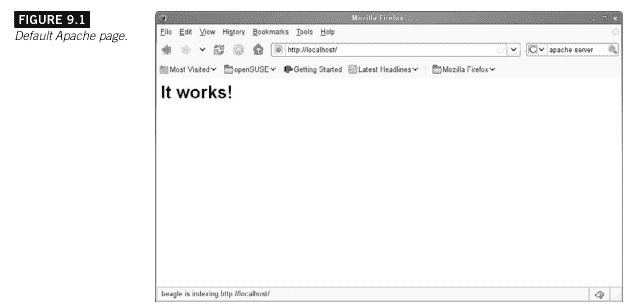 FIGURE 9.1
Default Apache page.
Mozilla Firefox
File Edit View History Bookmarks Tools Help
http://localhost/ apache server
Most Visited openSUSE Getting Started Latest Headlines Mozilla Firefox
It works!
beagle is indexing http://localhost/